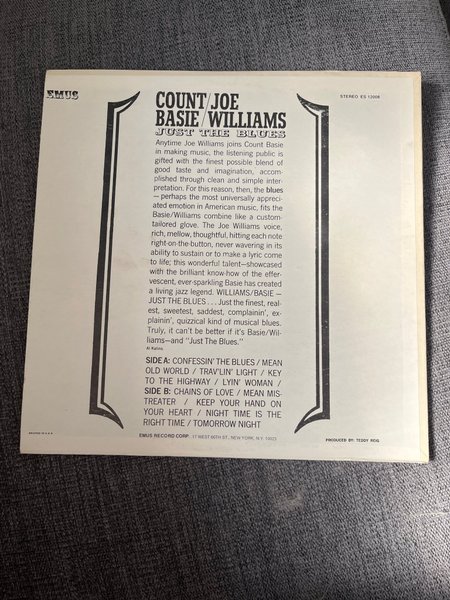 EMUS
STEREO ES 12008
COUNT/JOE
BASIE/WILLIAMS
JUST THE BLUES
Anytime Joe Williams joins Count Basie
in making music, the listening public is
gifted with the finest possible blend of
good taste and imagination, accom-
plished through clean and simple inter-
pretation. For this reason, then, the blues
—perhaps the most universally appreci-
ated emotion in American music, fits the
Basie/Williams combine like a custom-
tailored glove. The Joe Williams voice,
rich, mellow, thoughtful, hitting each note
right-on-the-button, never wavering in its
ability to sustain or to make a lyric come
to life; this wonderful talent—showcased
with the brilliant know-how of the effer-
vescent, ever-sparkling Basie has created
a living jazz legend. WILLIAMS/BASIE—
JUST THE BLUES...Just the finest, real-
est, sweetest, saddest, complainin', ex-
plainin', quizzical kind of musical blues.
Truly, it can't be better if it's Basie/Wil-
liams—and "Just The Blues."
Al Kalins
SIDE A: CONFESSIN' THE BLUES / MEAN
OLD WORLD / TRAV'LIN' LIGHT / KEY
TO THE HIGHWAY / LYIN' WOMAN /
SIDE B: CHAINS OF LOVE / MEAN MIS-
TREATER / KEEP YOUR HAND ON
YOUR HEART / NIGHT TIME IS THE
RIGHT TIME / TOMORROW NIGHT
EMUS RECORD CORP. 17 WEST 60TH ST., NEW YORK, N.Y. 10023
PRODUCED BY: TEDDY REIG